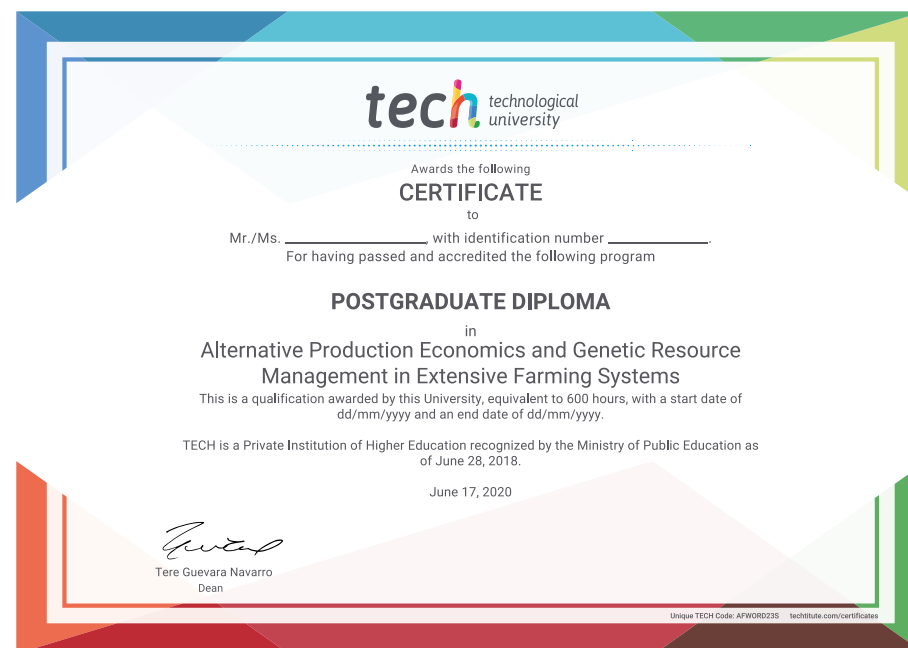 tech technological
university
Awards the following
CERTIFICATE
to
Mr./Ms. ____________, with identification number ____________.
For having passed and accredited the following program
POSTGRADUATE DIPLOMA
in
Alternative Production Economics and Genetic Resource
Management in Extensive Farming Systems
This is a qualification awarded by this University, equivalent to 600 hours, with a start date of
dd/mm/yyyy and an end date of dd/mm/yyyy.
TECH is a Private Institution of Higher Education recognized by the Ministry of Public Education as
of June 28, 2018.
June 17, 2020
Tere Guevara Navarro
Dean
Unique TECH Code: AFWORD23S techtitute.com/certificates